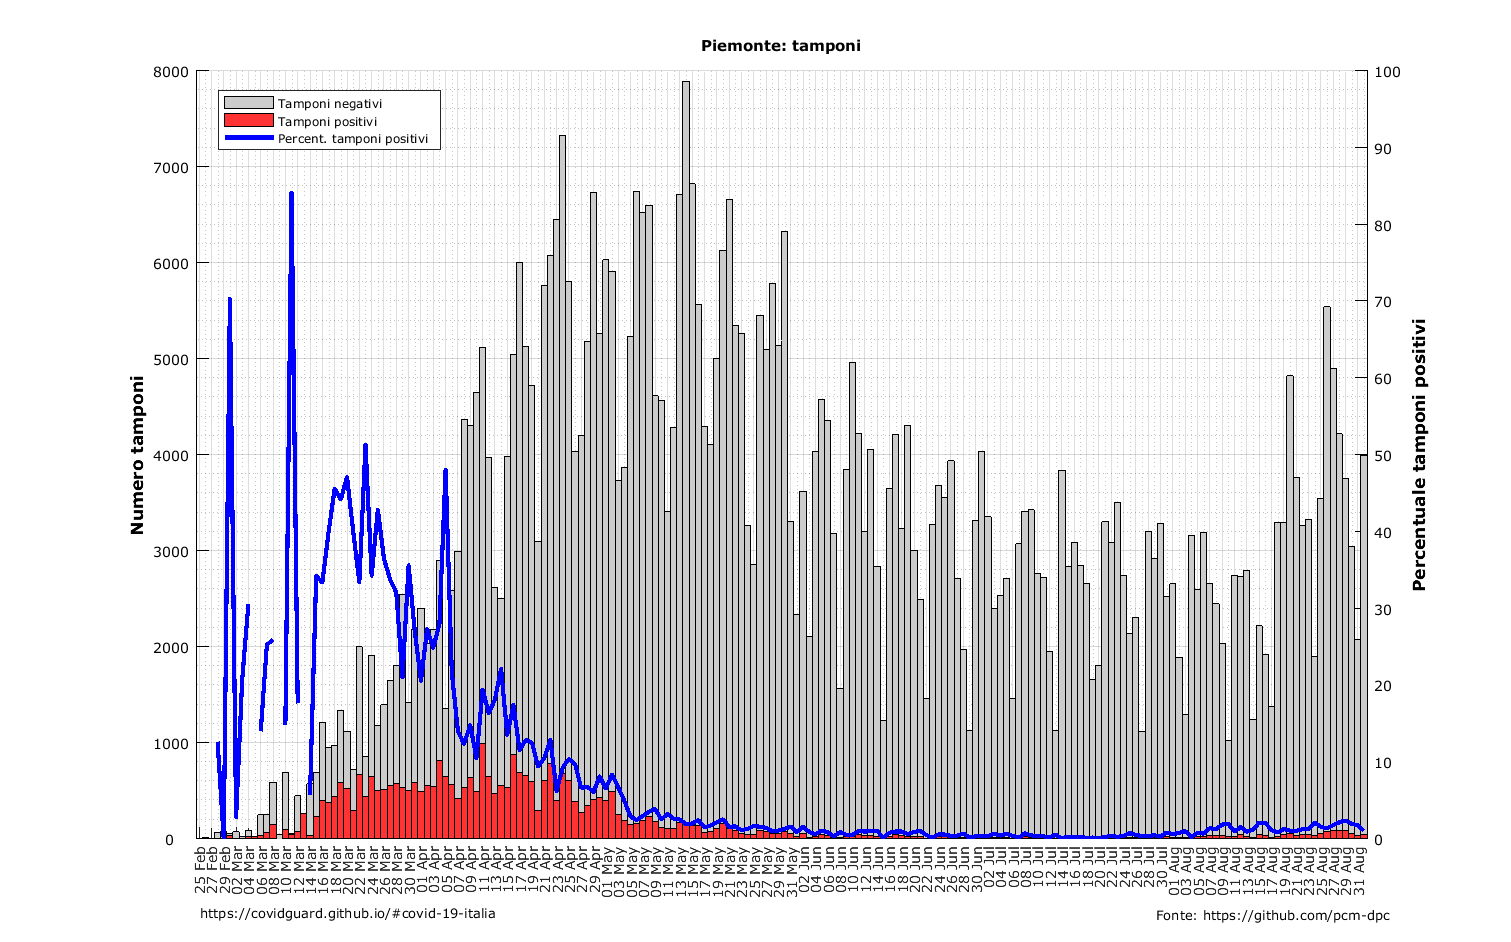 Piemonte: tamponi
Tamponi negativi
Tamponi positivi
Percent. tamponi positivi
Numero tamponi
8000
7000
6000
5000
4000
3000
2000
1000
0
Percentuale tamponi positivi
100
90
80
70
60
50
40
30
20
10
0
25 Feb
27 Feb
29 Feb
02 Mar
04 Mar
06 Mar
08 Mar
10 Mar
12 Mar
14 Mar
16 Mar
18 Mar
20 Mar
22 Mar
24 Mar
26 Mar
28 Mar
30 Mar
01 Apr
03 Apr
05 Apr
07 Apr
09 Apr
11 Apr
13 Apr
15 Apr
17 Apr
19 Apr
21 Apr
23 Apr
25 Apr
27 Apr
29 Apr
01 May
03 May
05 May
07 May
09 May
11 May
13 May
15 May
17 May
19 May
21 May
23 May
25 May
27 May
29 May
31 May
02 Jun
04 Jun
06 Jun
08 Jun
10 Jun
12 Jun
14 Jun
16 Jun
18 Jun
20 Jun
22 Jun
24 Jun
26 Jun
28 Jun
30 Jun
02 Jul
04 Jul
06 Jul
08 Jul
10 Jul
12 Jul
14 Jul
16 Jul
18 Jul
20 Jul
22 Jul
24 Jul
26 Jul
28 Jul
30 Jul
01 Aug
03 Aug
05 Aug
07 Aug
09 Aug
11 Aug
13 Aug
15 Aug
17 Aug
19 Aug
21 Aug
23 Aug
25 Aug
27 Aug
29 Aug
31 Aug
https://covidguard.github.io/#covid-19-italia
Fonte: https://github.com/pcm-dpc